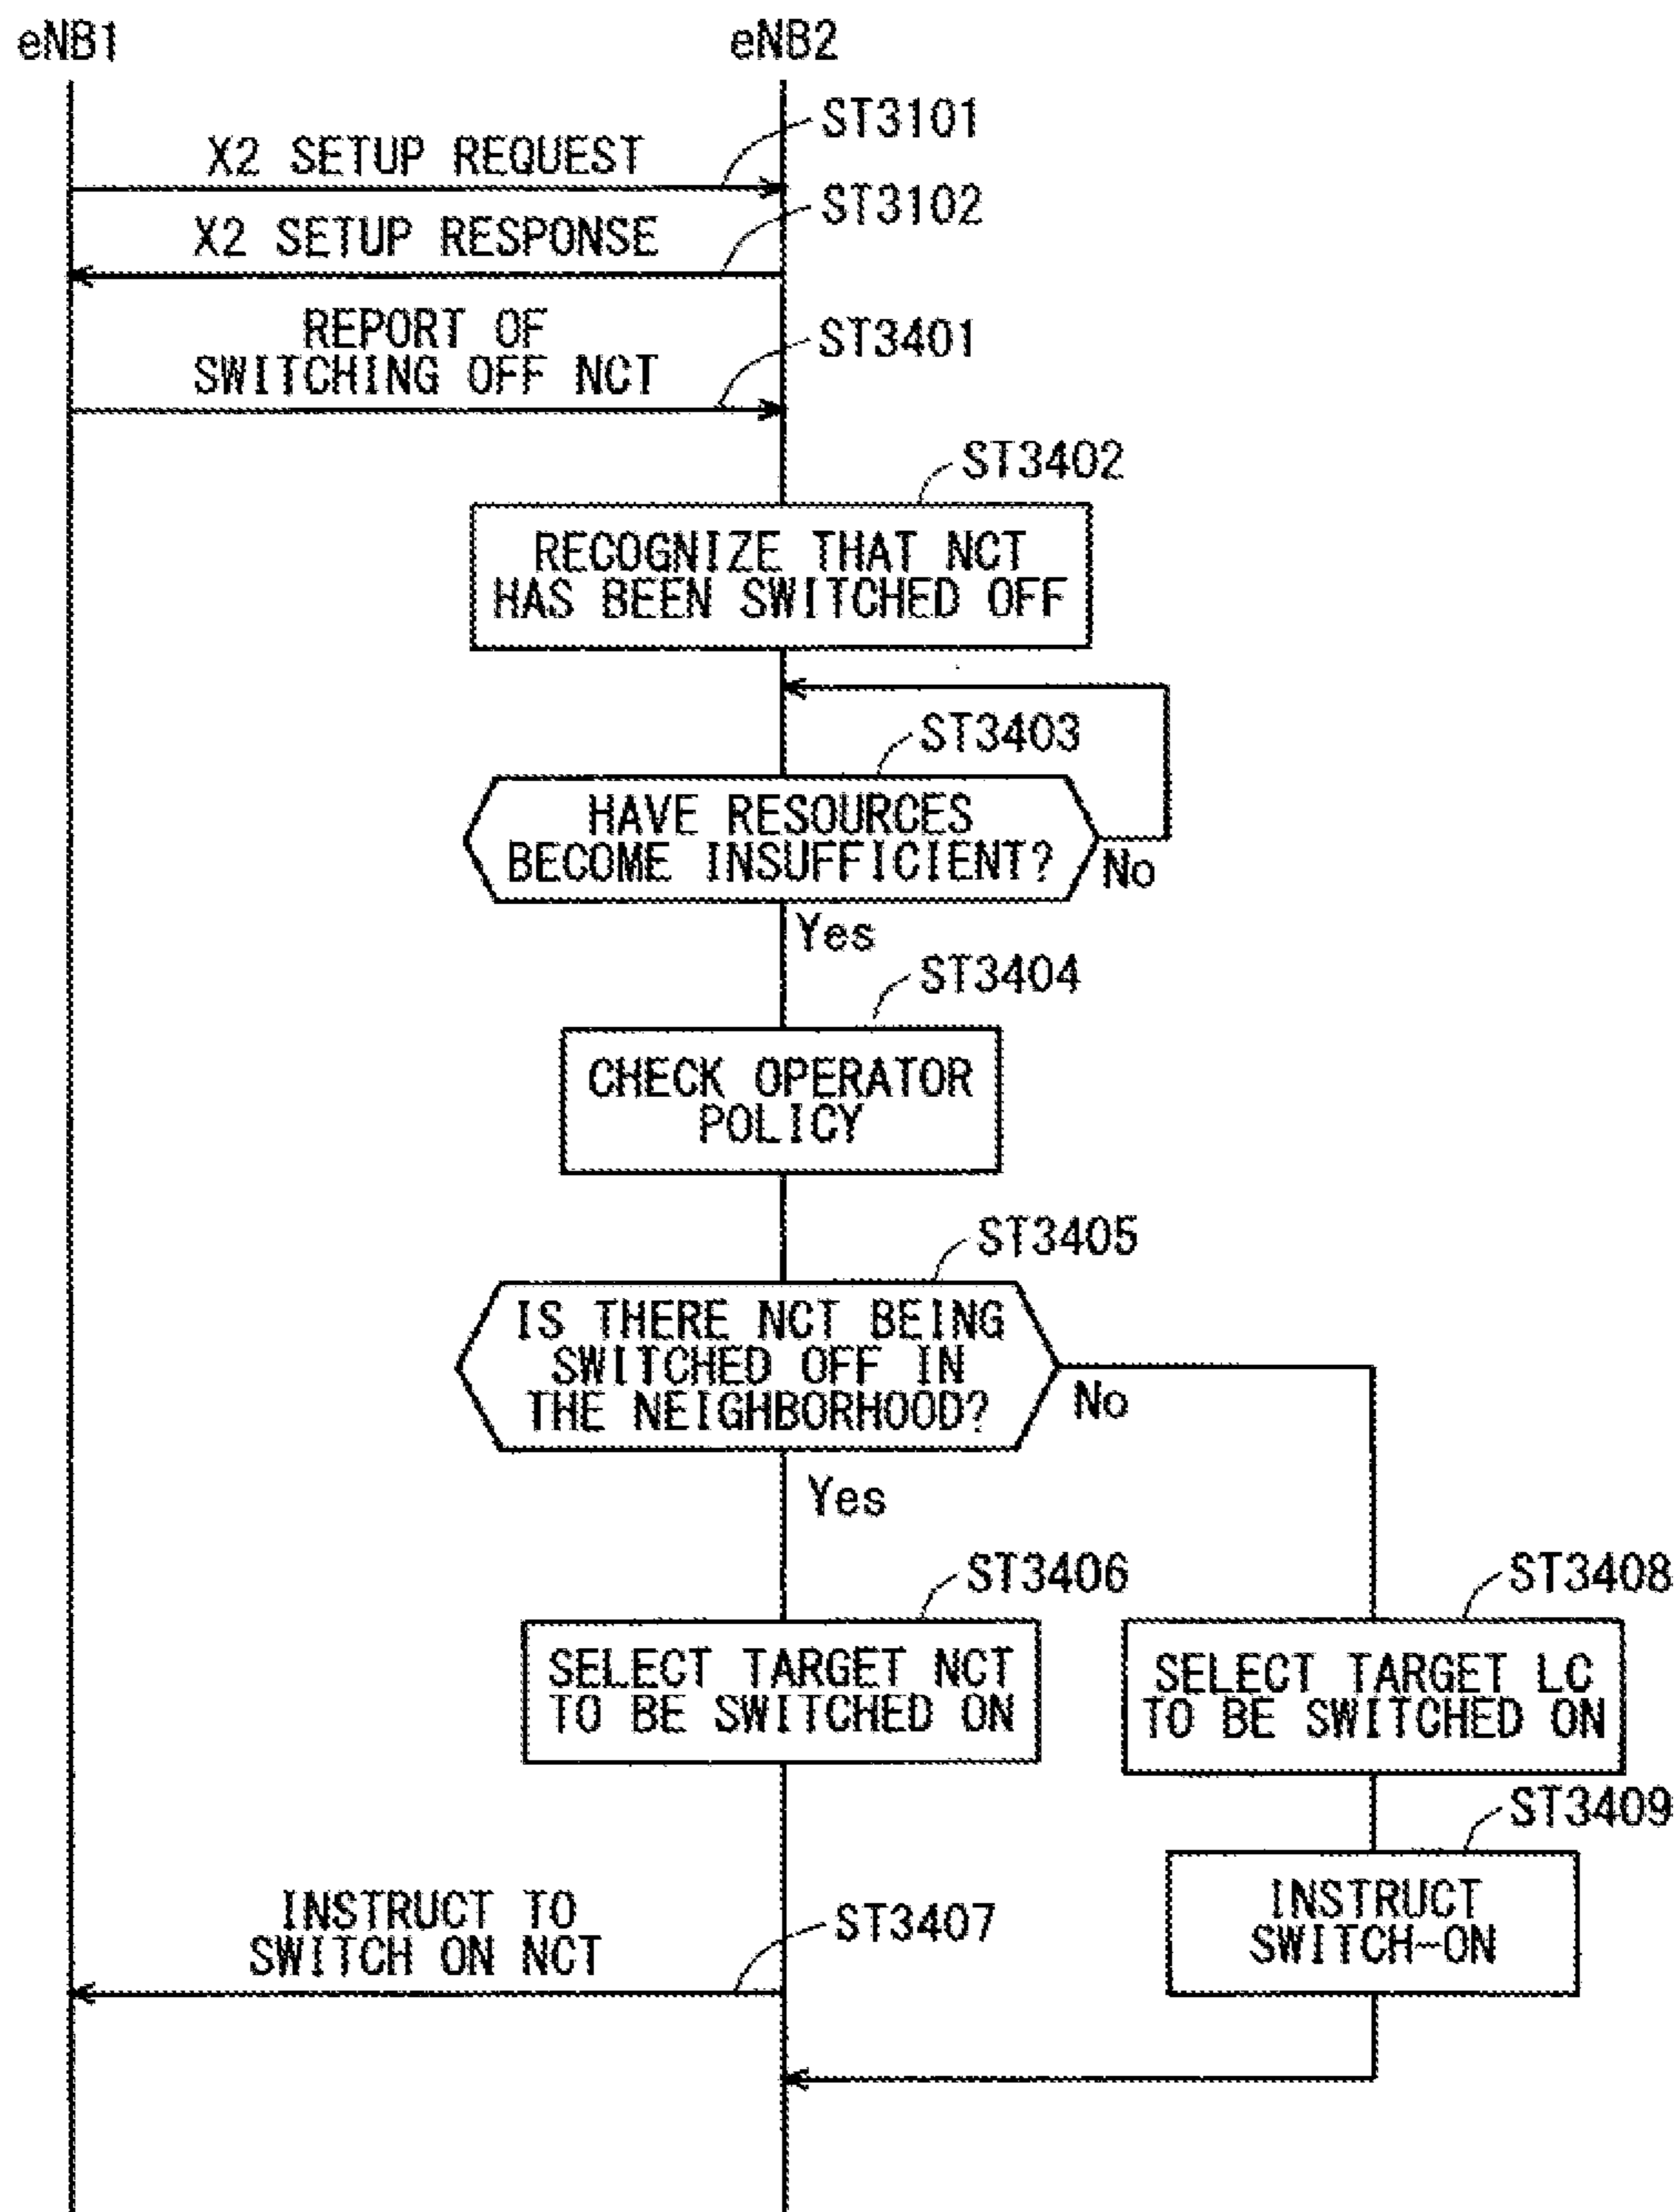 eNB1
eNB2
ST3101
X2 SETUP REQUEST
ST3102
X2 SETUP RESPONSE
REPORT OF
SWITCHING OFF NCT
ST3401
ST3402
RECOGNIZE THAT NCT
HAS BEEN SWITCHED OFF
ST3403
HAVE RESOURCES
BECOME INSUFFICIENT?
No
Yes
ST3404
CHECK OPERATOR
POLICY
ST3405
IS THERE NCT BEING
SWITCHED OFF IN
THE NEIGHBORHOOD?
No
Yes
ST3406
ST3408
SELECT TARGET NCT
TO BE SWITCHED ON
SELECT TARGET LC
TO BE SWITCHED ON
ST3409
INSTRUCT TO
SWITCH ON NCT
ST3407
INSTRUCT
SWITCH-ON